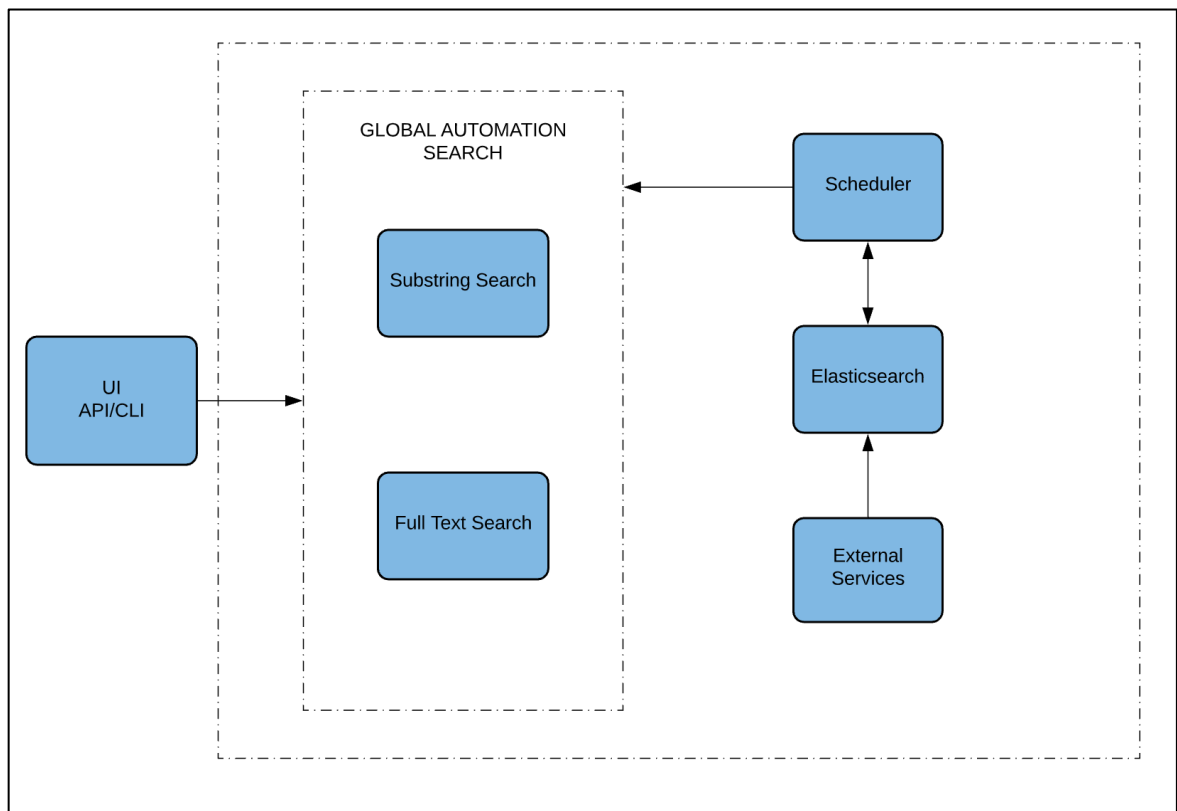 GLOBAL AUTOMATION
SEARCH
Scheduler
Substring Search
UI
API/CLI
Elasticsearch
Full Text Search
External
Services